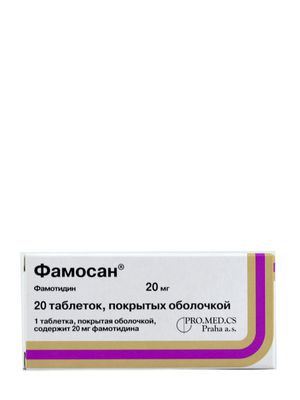 Фамосан®
Фамотидин 20 мг
20 таблеток, покрытых оболочкой
1 таблетка, покрытая оболочкой,
содержит 20 мг фамотидина
PRO.MED.CS
Praha a.s.